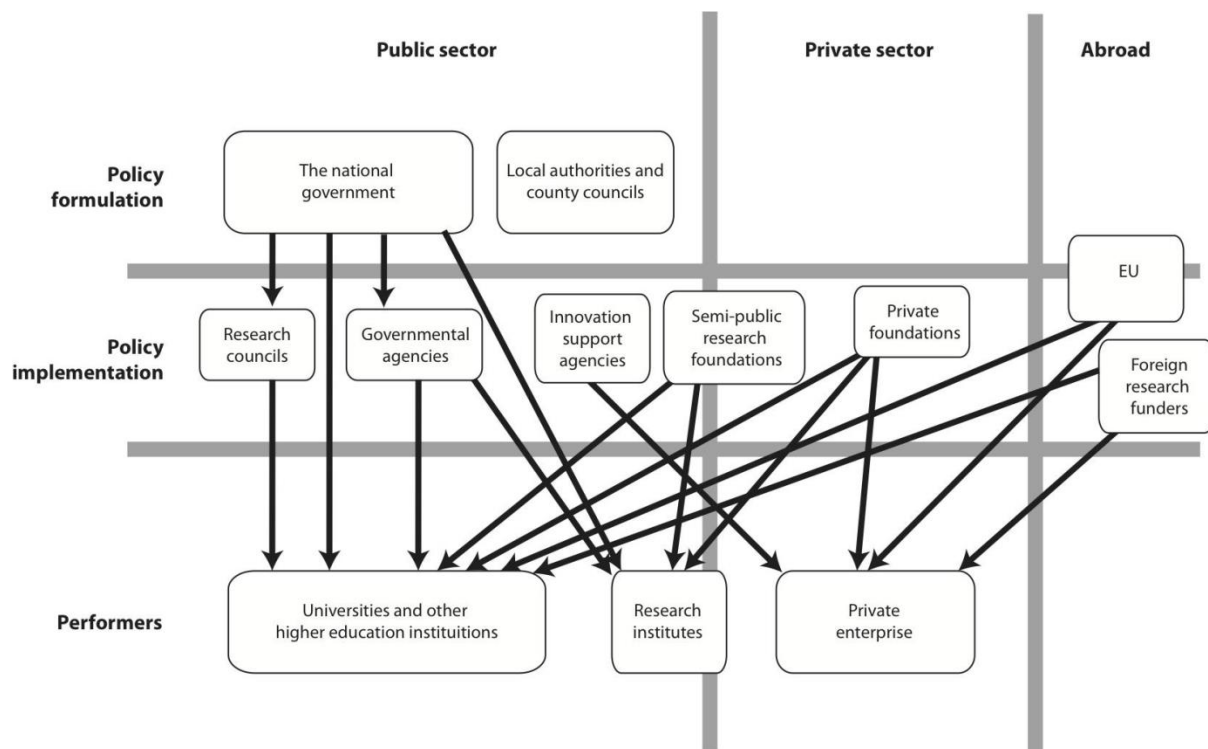 Public sector
Private sector
Abroad
Policy
formulation
The national
government
Local authorities and
county councils
EU
Policy
implementation
Research
councils
Governmental
agencies
Innovation
support
agencies
Semi-public
research
foundations
Private
foundations
Foreign
research
funders
Performers
Universities and other
higher education instituitions
Research
institutes
Private
enterprise